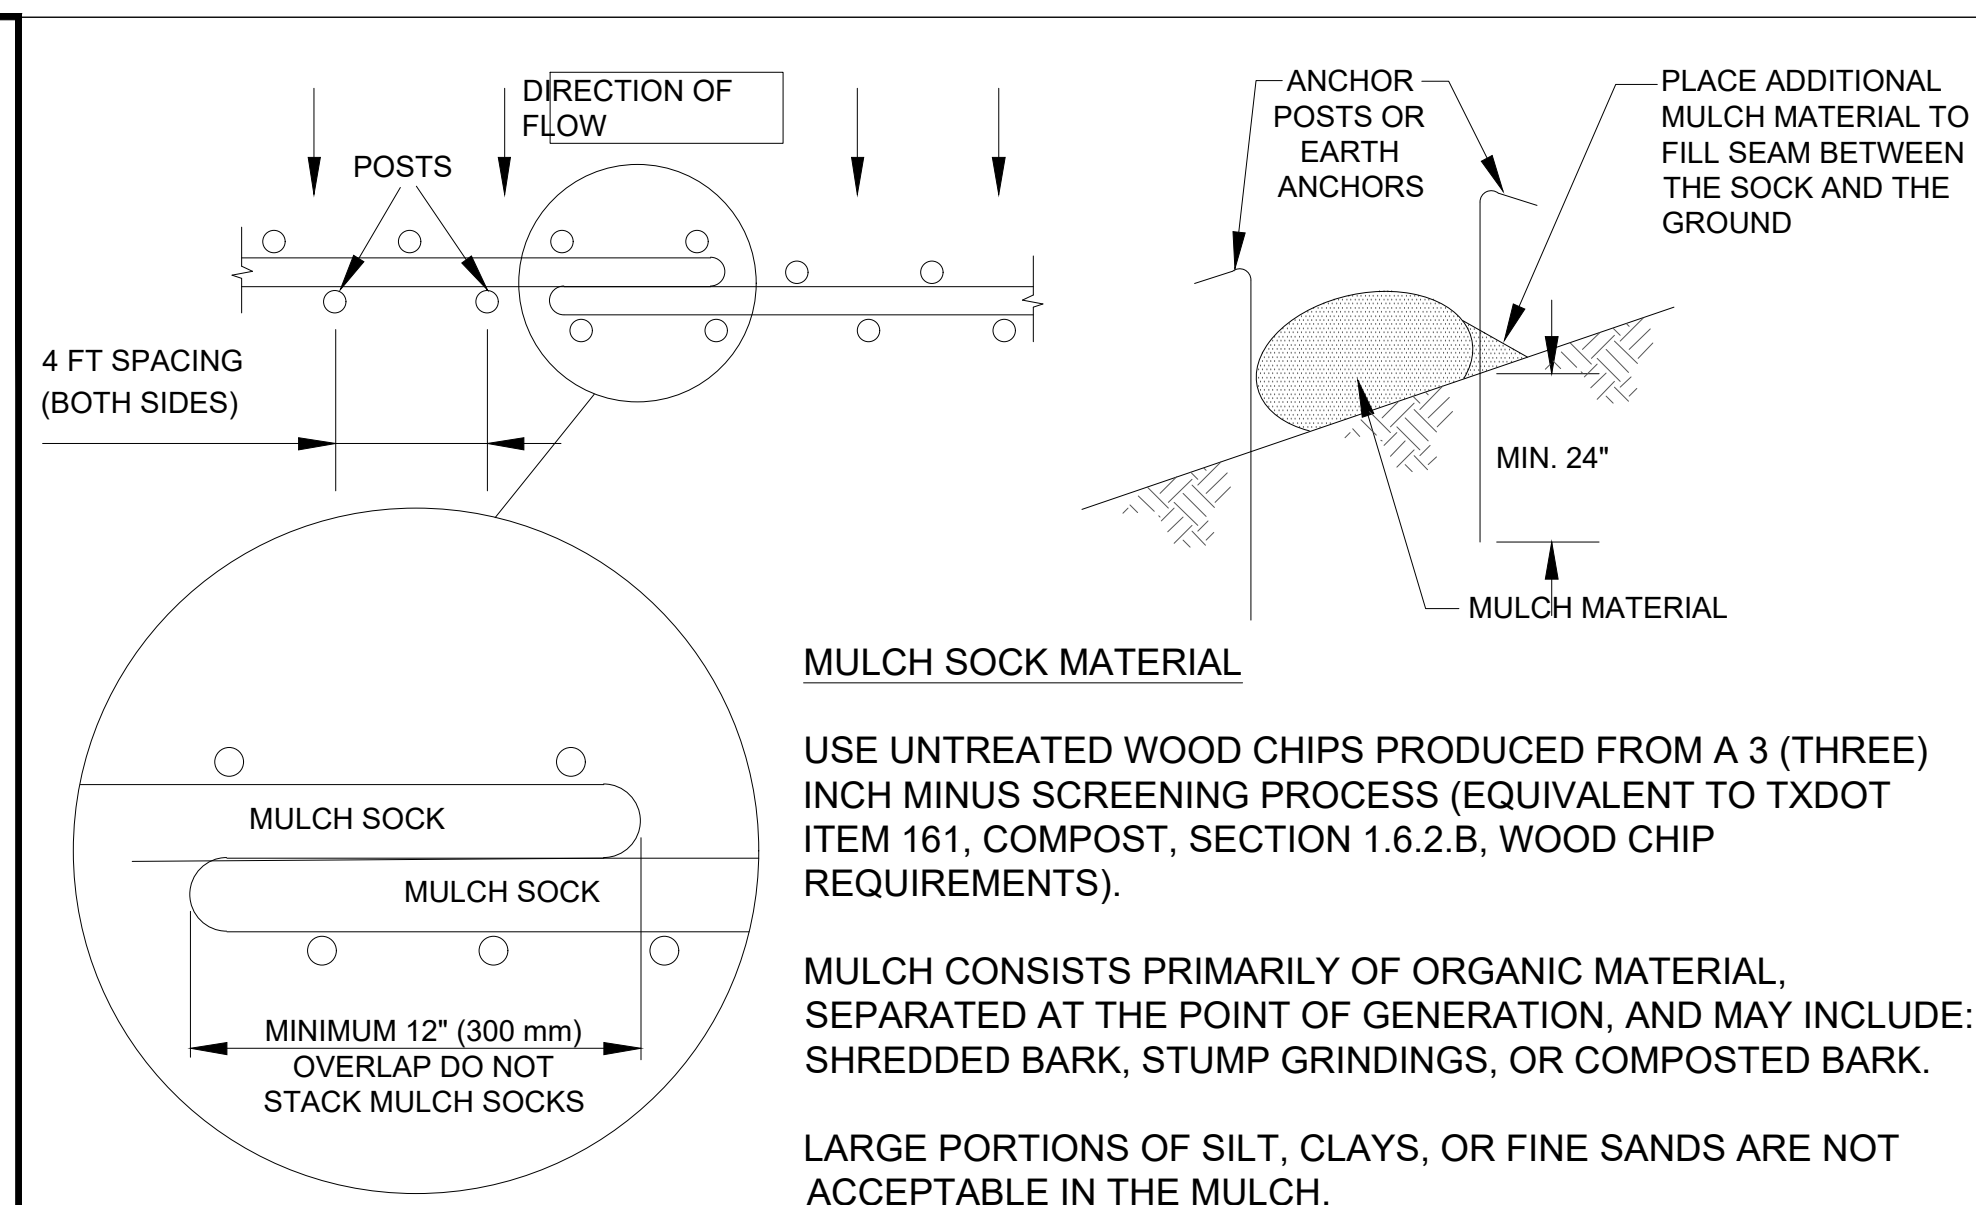 DIRECTION OF
FLOW
POSTS
4 FT SPACING
(BOTH SIDES)
ANCHOR
POSTS OR
EARTH
ANCHORS
PLACE ADDITIONAL
MULCH MATERIAL TO
FILL SEAM BETWEEN
THE SOCK AND THE
GROUND
MIN. 24"
MULCH MATERIAL
MULCH SOCK
MULCH SOCK
MINIMUM 12" (300 mm)
OVERLAP DO NOT
STACK MULCH SOCKS
MULCH SOCK MATERIAL
USE UNTREATED WOOD CHIPS PRODUCED FROM A 3 (THREE)
INCH MINUS SCREENING PROCESS (EQUIVALENT TO TXDOT
ITEM 161, COMPOST, SECTION 1.6.2.B, WOOD CHIP
REQUIREMENTS).
MULCH CONSISTS PRIMARILY OF ORGANIC MATERIAL,
SEPARATED AT THE POINT OF GENERATION, AND MAY INCLUDE:
SHREDDED BARK, STUMP GRINDINGS, OR COMPOSTED BARK.
LARGE PORTIONS OF SILT, CLAYS, OR FINE SANDS ARE NOT
ACCEPTABLE IN THE MULCH.